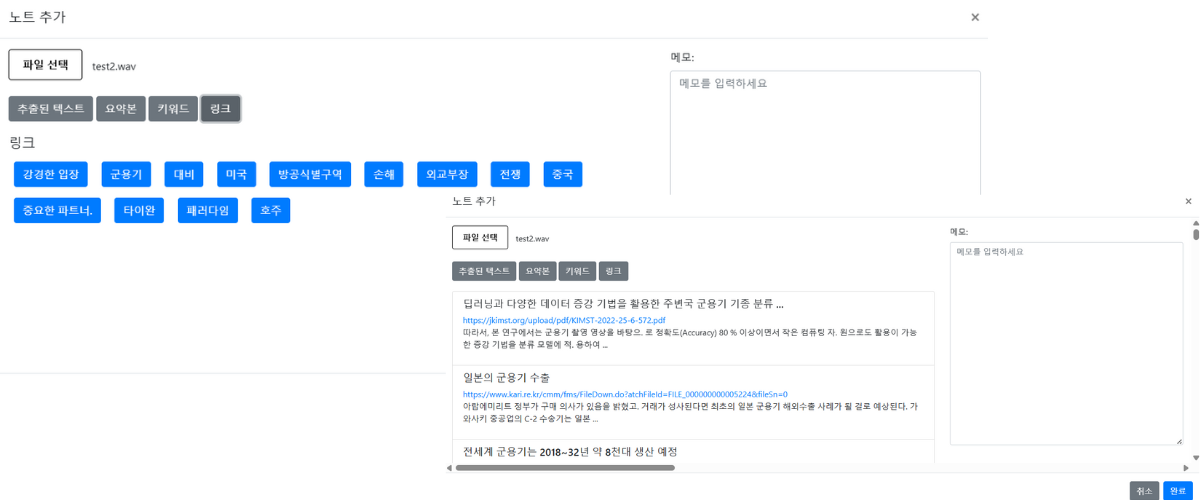 노트 추가
×
파일 선택 test2.wav
추출된 텍스트 요약본 키워드 링크
링크
강경한 입장 군용기 대비 미국 방공식별구역 손해 외교부장 전쟁 중국
중요한 파트너. 타이완 패러다임 호주
메모:
메모를 입력하세요
노트 추가
×
파일 선택 test2.wav
추출된 텍스트 요약본 키워드 링크
딥러닝과 다양한 데이터 증강 기법을 활용한 주변국 군용기 기종 분류 ...
https://jkimst.org/upload/pdf/KIMST-2022-25-6-572.pdf
따라서, 본 연구에서는 군용기 촬영 영상을 바탕으. 로 정확도(Accuracy) 80 % 이상이면서 작은 컴퓨팅 자. 원으로도 활용이 가능
한 증강 기법을 분류 모델에 적. 용하여 ...
일본의 군용기 수출
https://www.kari.re.kr/cmm/fms/FileDown.do?atchFileId=FILE_000000000005224&fileSn=0
아랍에미리트 정부가 구매 의사가 있음을 밝혔고, 거래가 성사된다면 최초의 일본 군용기 해외수출 사례가 될 걸로 예상된다. 가
와사키 중공업의 C-2 수송기는 일본 ...
전세계 군용기는 2018~32년 약 8천대 생산 예정
메모:
메모를 입력하세요
취소 완료